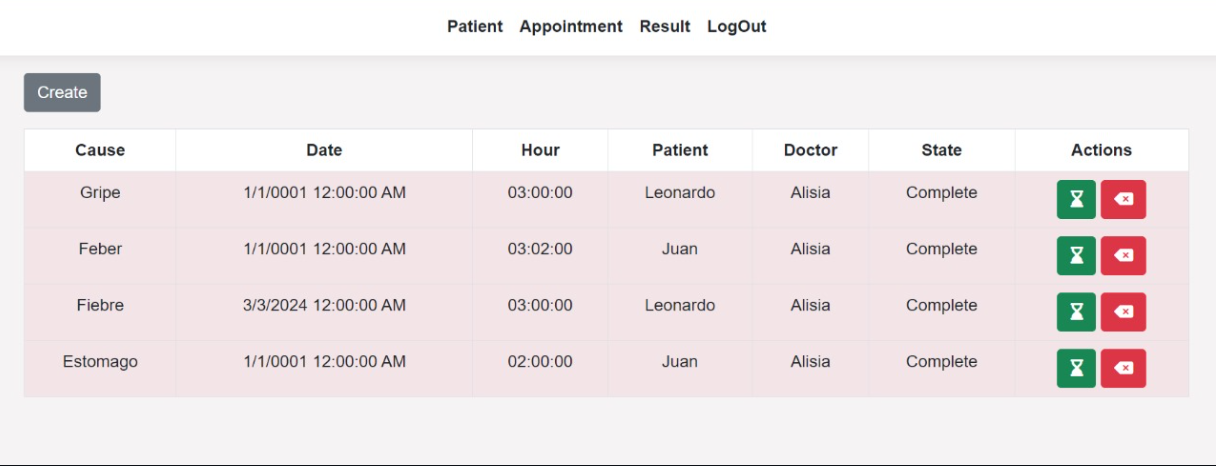 Patient Appointment Result LogOut
Create
Cause Date Hour Patient Doctor State Actions
Gripe 1/1/0001 12:00:00 AM 03:00:00 Leonardo Alisia Complete
Feber 1/1/0001 12:00:00 AM 03:02:00 Juan Alisia Complete
Fiebre 3/3/2024 12:00:00 AM 03:00:00 Leonardo Alisia Complete
Estomago 1/1/0001 12:00:00 AM 02:00:00 Juan Alisia Complete